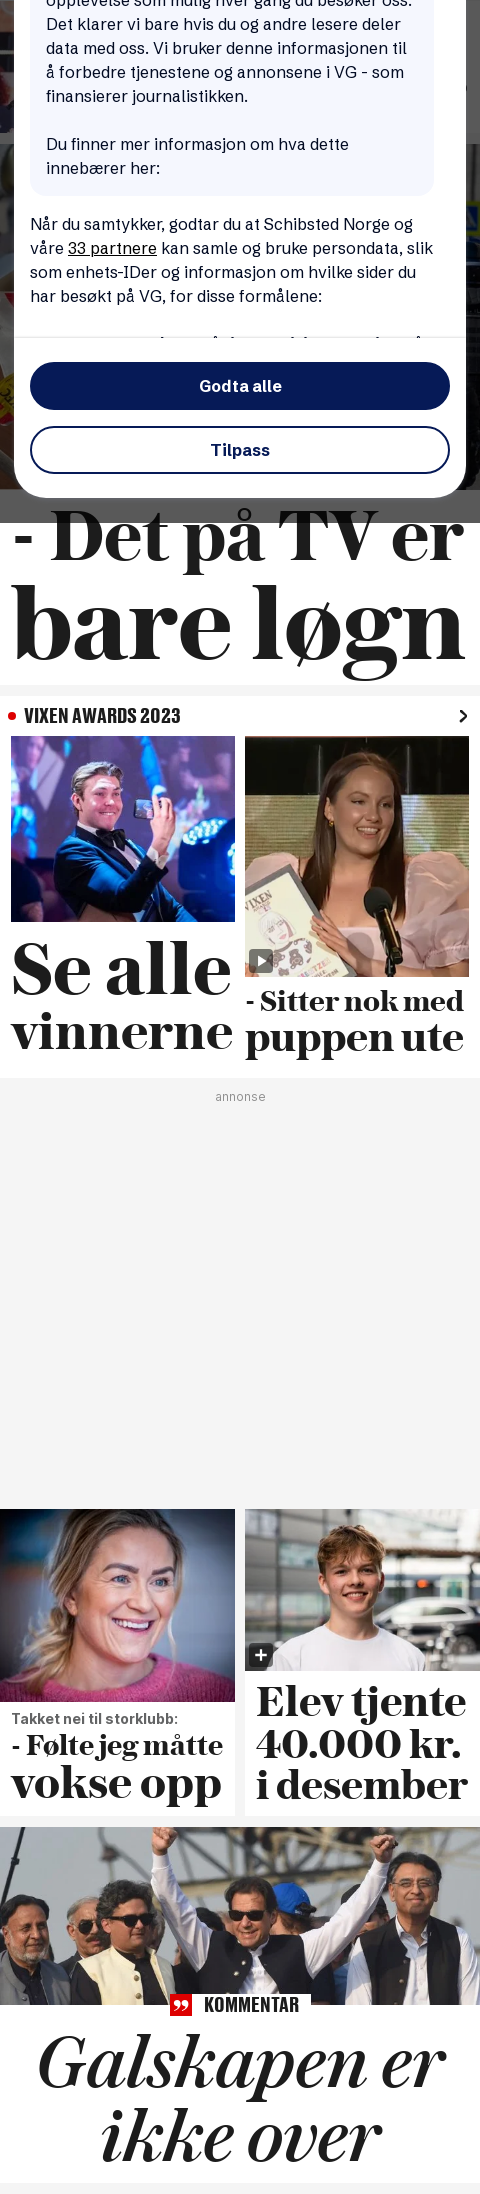 opplevelse som mulig hver gang du besøker oss.
Det klarer vi bare hvis du og andre lesere deler
data med oss. Vi bruker denne informasjonen til
å forbedre tjenestene og annonsene i VG - som
finansierer journalistikken.
Du finner mer informasjon om hva dette
innebærer her:
Når du samtykker, godtar du at Schibsted Norge og
våre 33 partnere kan samle og bruke persondata, slik
som enhets-IDer og informasjon om hvilke sider du
har besøkt på VG, for disse formålene:
Godta alle
Tilpass
- Det på TV er
bare løgn
VIXEN AWARDS 2023
VIXEN
Se alle
vinnerne
- Sitter nok med
puppen ute
annonse
Takket nei til storklubb:
- Følte jeg måtte
vokse opp
Elev tjente
40.000 kr.
i desember
KOMMENTAR
Galskapen er
ikke over